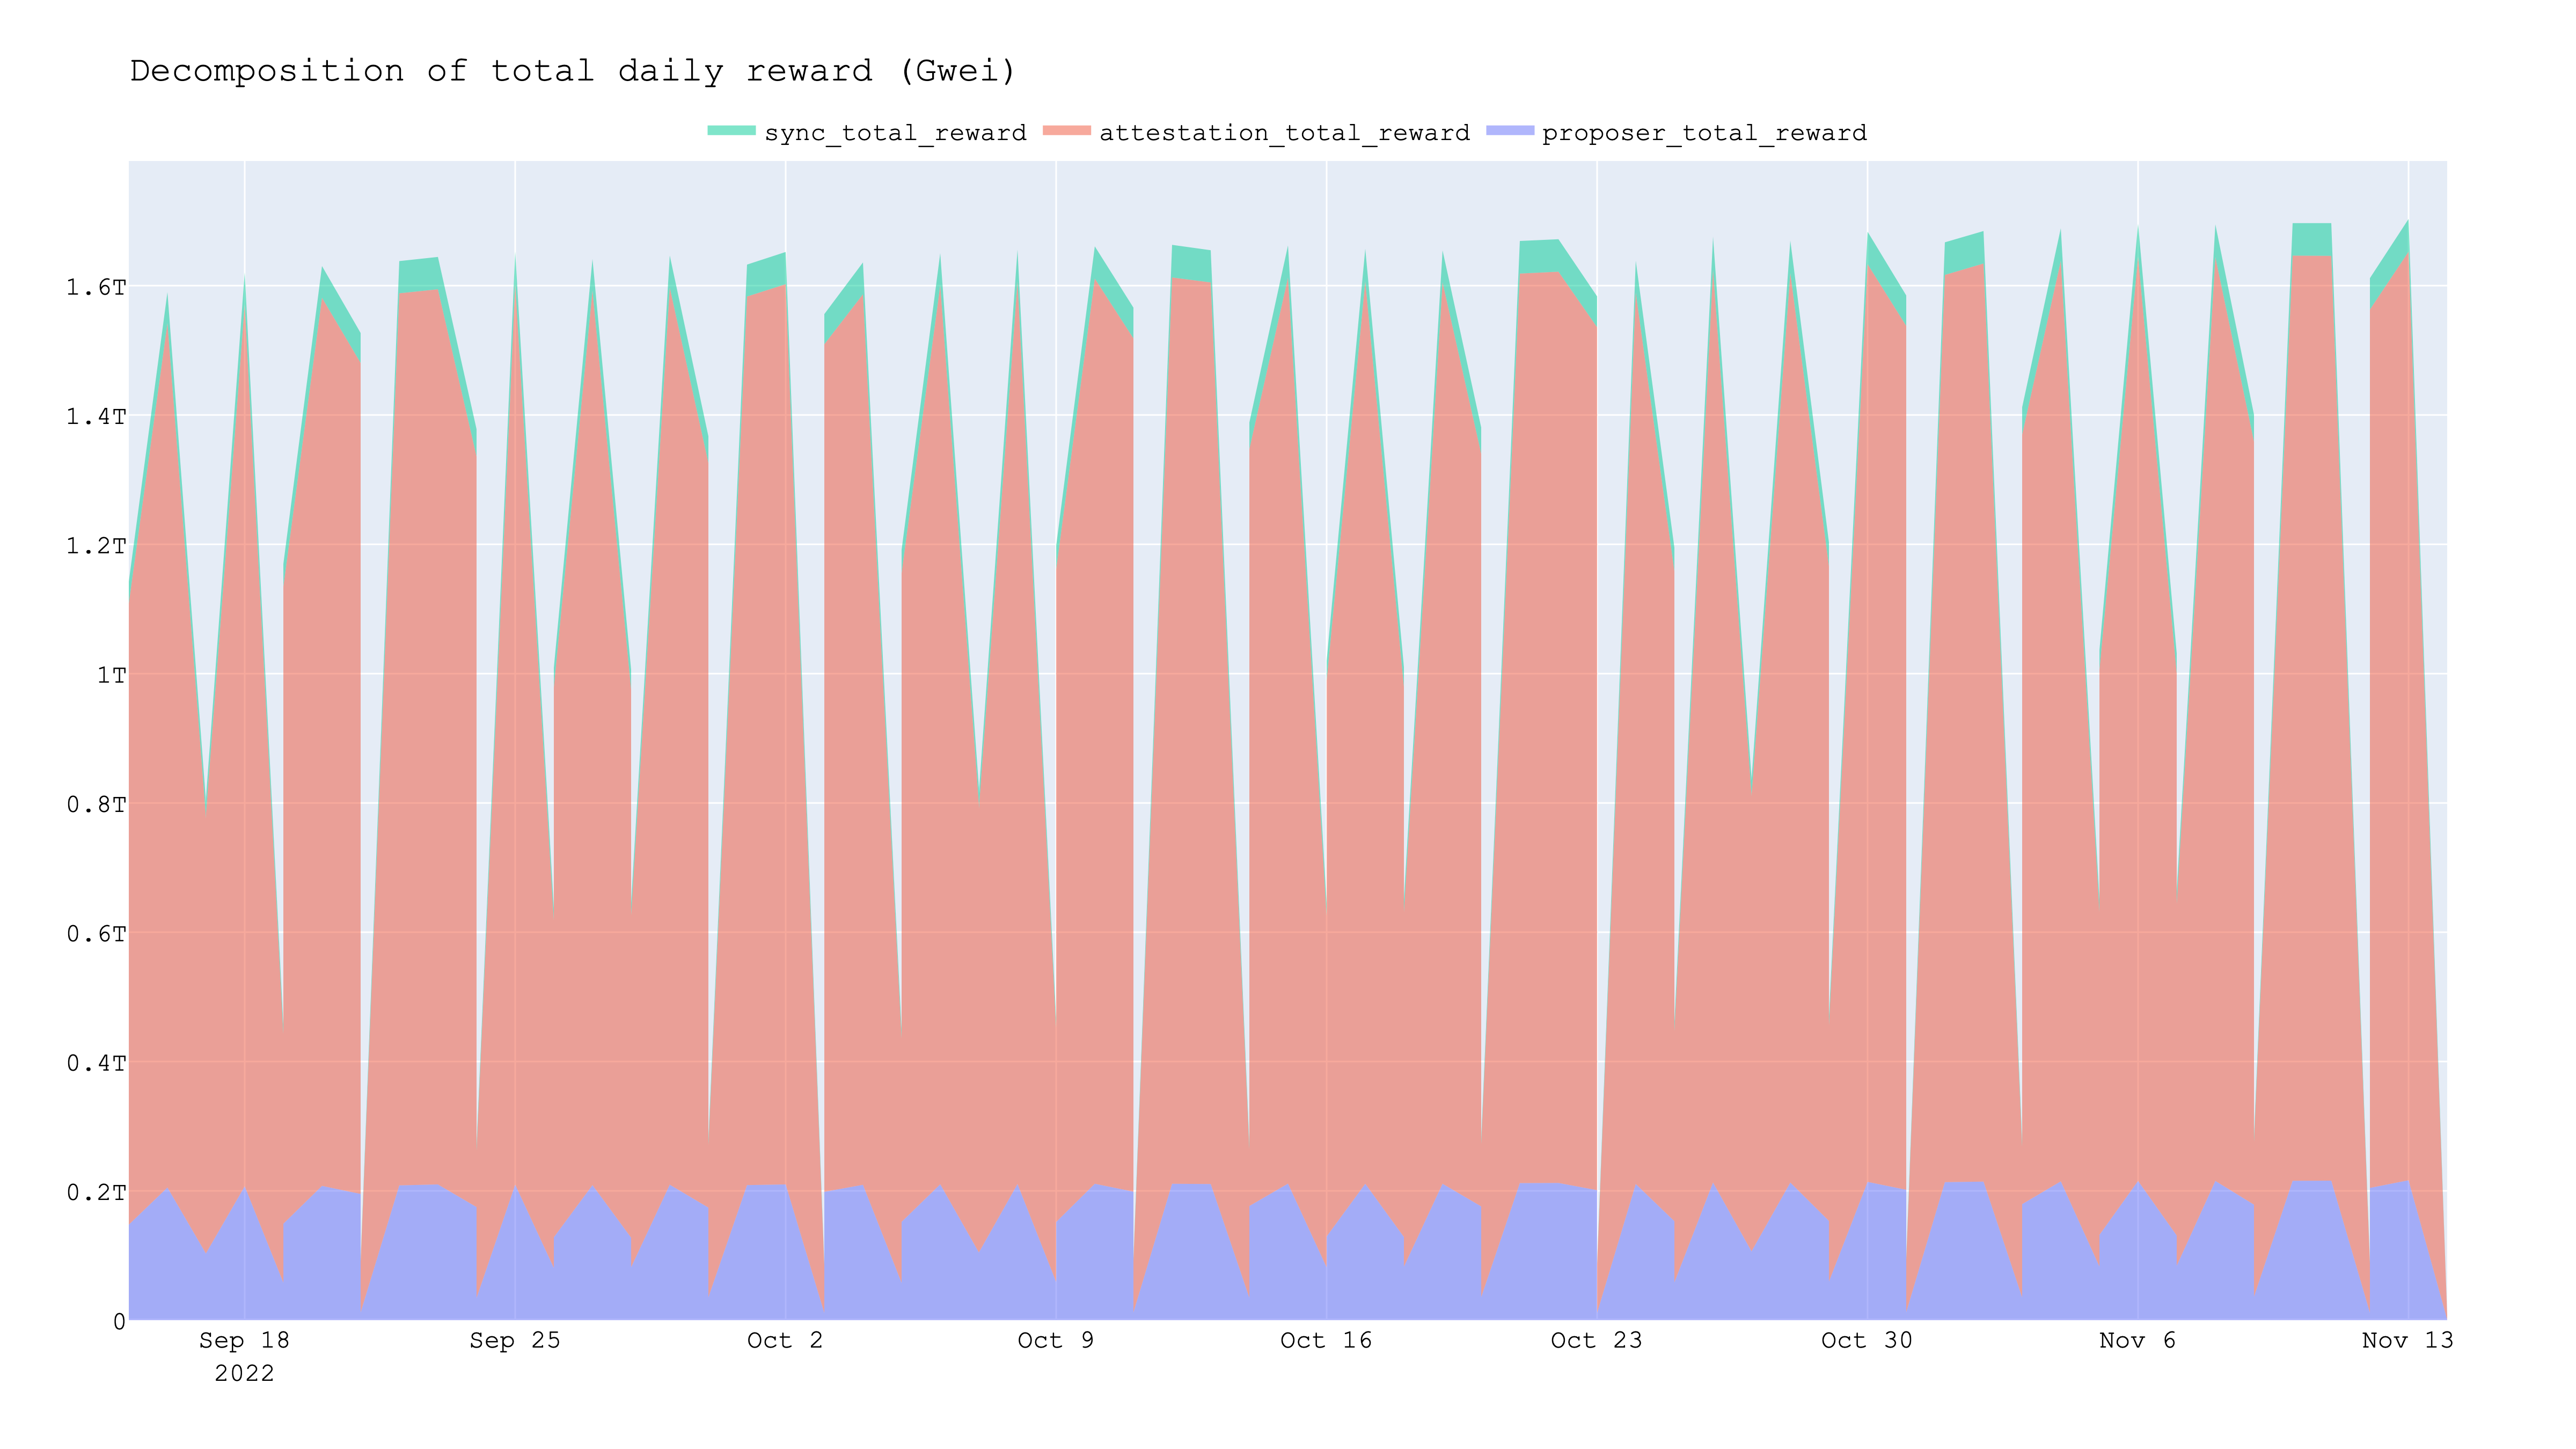 Decomposition of total daily reward (Gwei)
sync_total_reward attestation_total_reward proposer_total_reward
1.6T
1.4T
1.2T
1T
0.8T
0.6T
0.4T
0.2T
0
Sep 18 Sep 25 Oct 2 Oct 9 Oct 16 Oct 23 Oct 30 Nov 6 Nov 13
2022